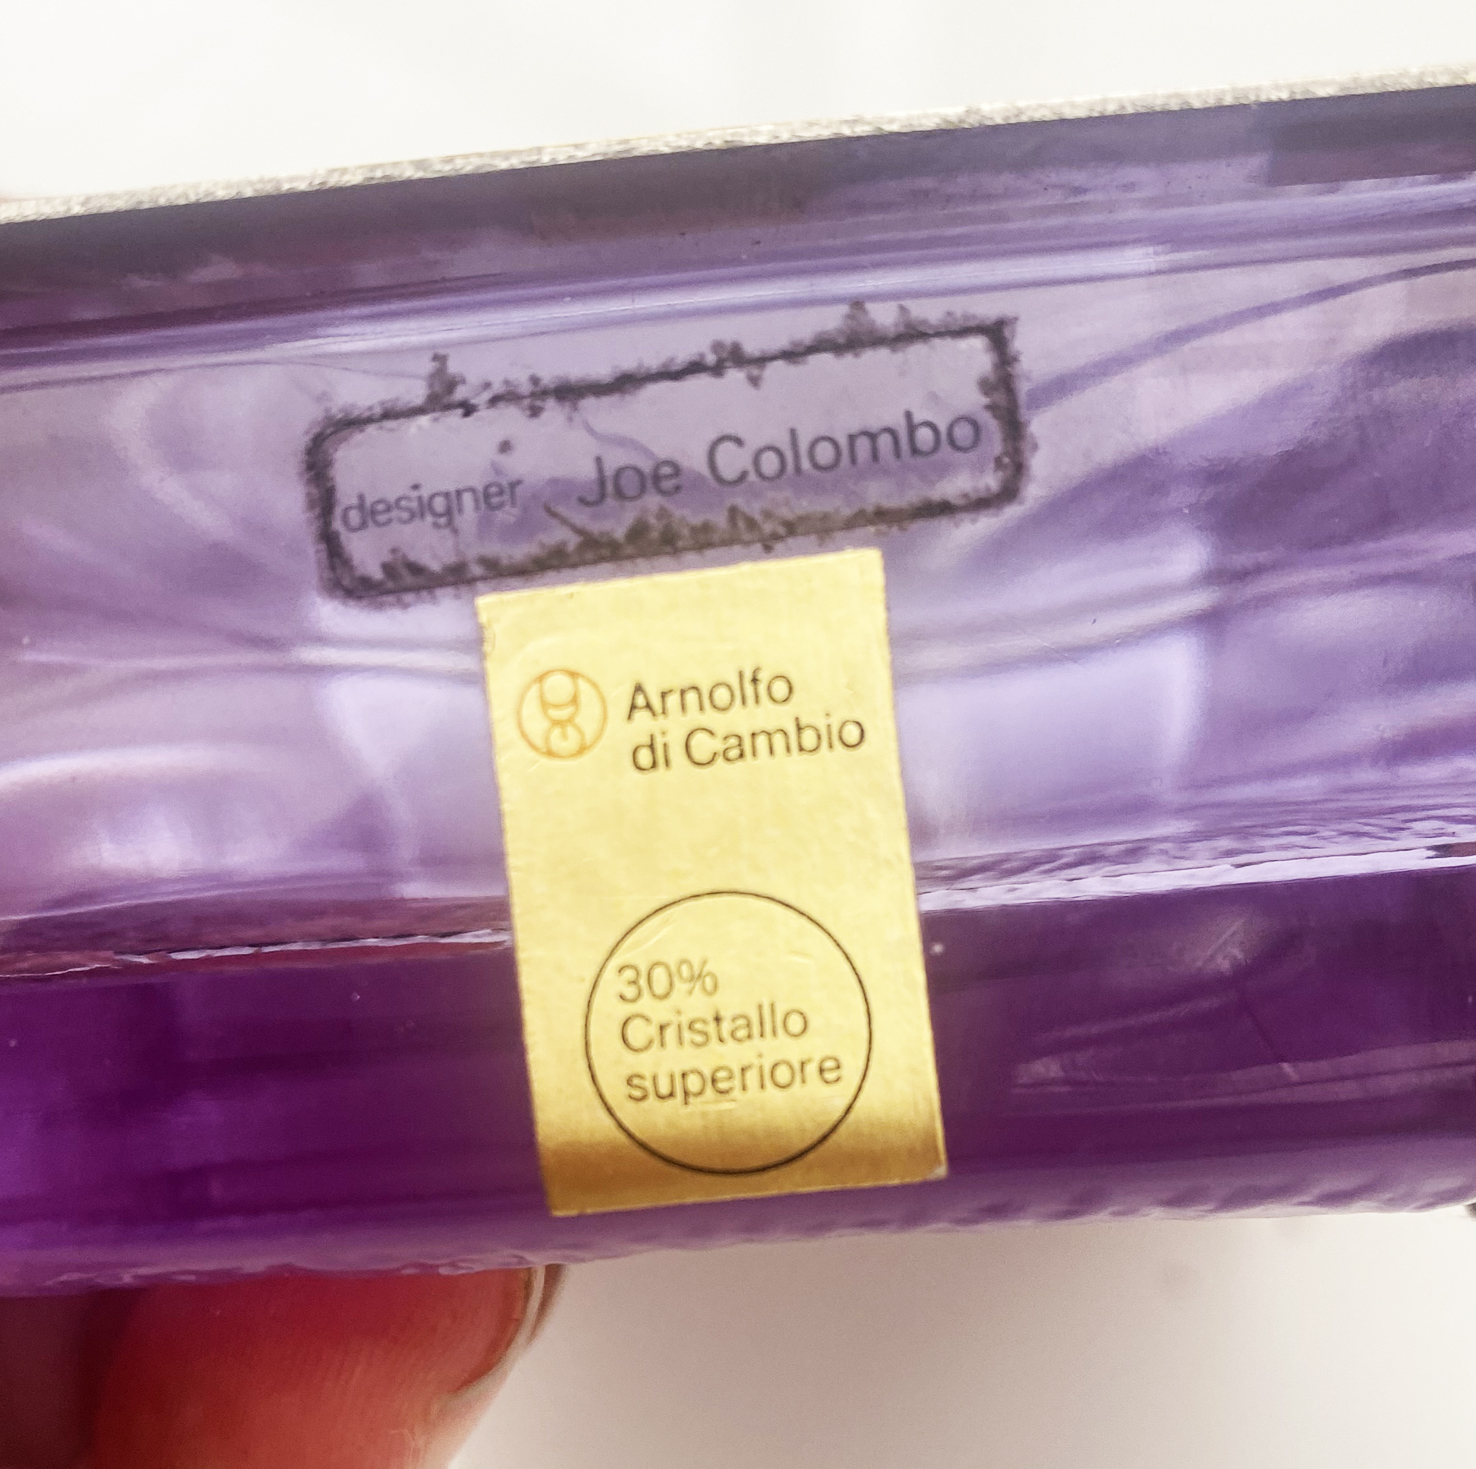 designer Joe Colombo
Arnolfo
di Cambio
30%
Cristallo
superiore